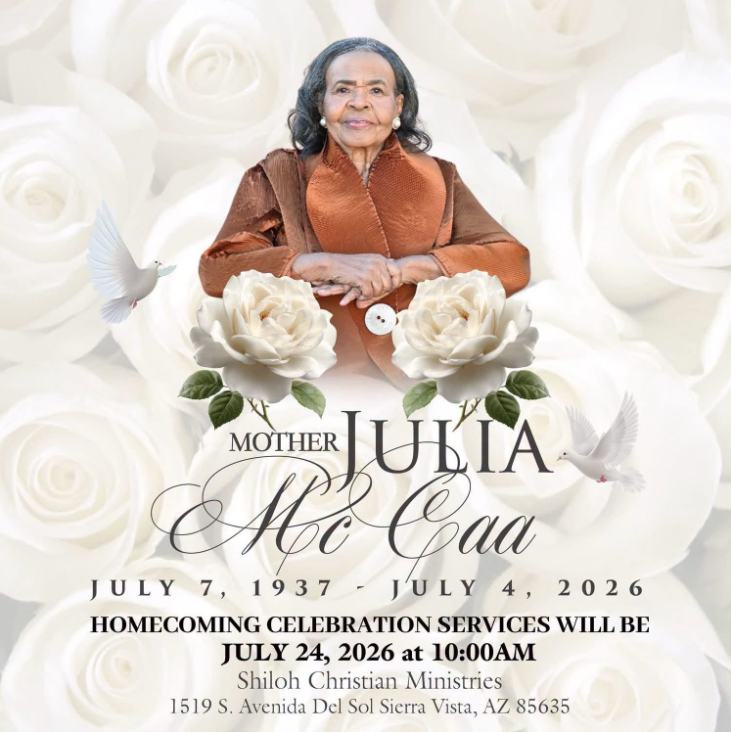 MOTHER JULIA
Mc Caa
JULY 7, 1937 - JULY 4, 2026
HOMECOMING CELEBRATION SERVICES WILL BE
JULY 24, 2026 at 10:00AM
Shiloh Christian Ministries
1519 S. Avenida Del Sol Sierra Vista, AZ 85635